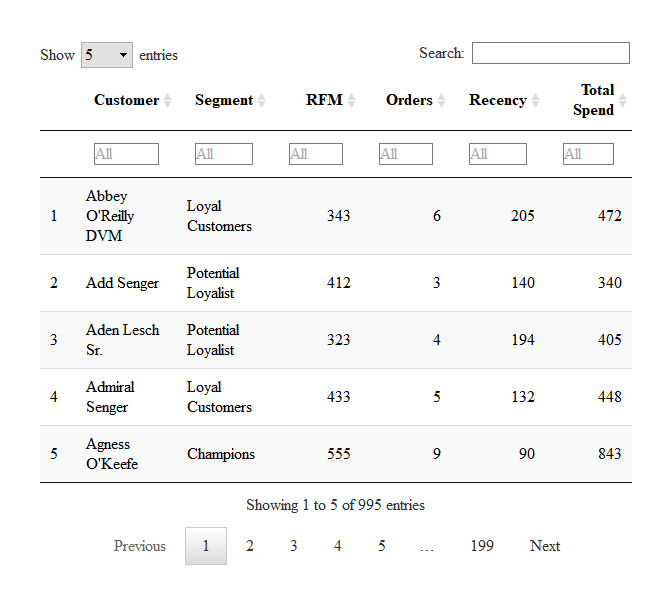 Show 5 entries
Search:
Customer Segment RFM Orders Recency Total Spend
All All All All All All
1 Abbey O'Reilly DVM Loyal Customers 343 6 205 472
2 Add Senger Potential Loyalist 412 3 140 340
3 Aden Lesch Sr. Potential Loyalist 323 4 194 405
4 Admiral Senger Loyal Customers 433 5 132 448
5 Agness O'Keefe Champions 555 9 90 843
Showing 1 to 5 of 995 entries
Previous 1 2 3 4 5 … 199 Next